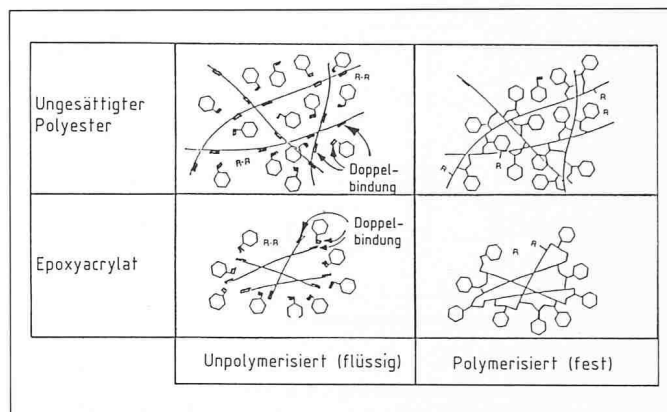 Ungesättigter
Polyester
R-R
R-R
Doppel-
bindung
R
R
R
R
Epoxyacrylat
R-R
Doppel-
bindung
R
R
Unpolymerisiert (flüssig)
Polymerisiert (fest)